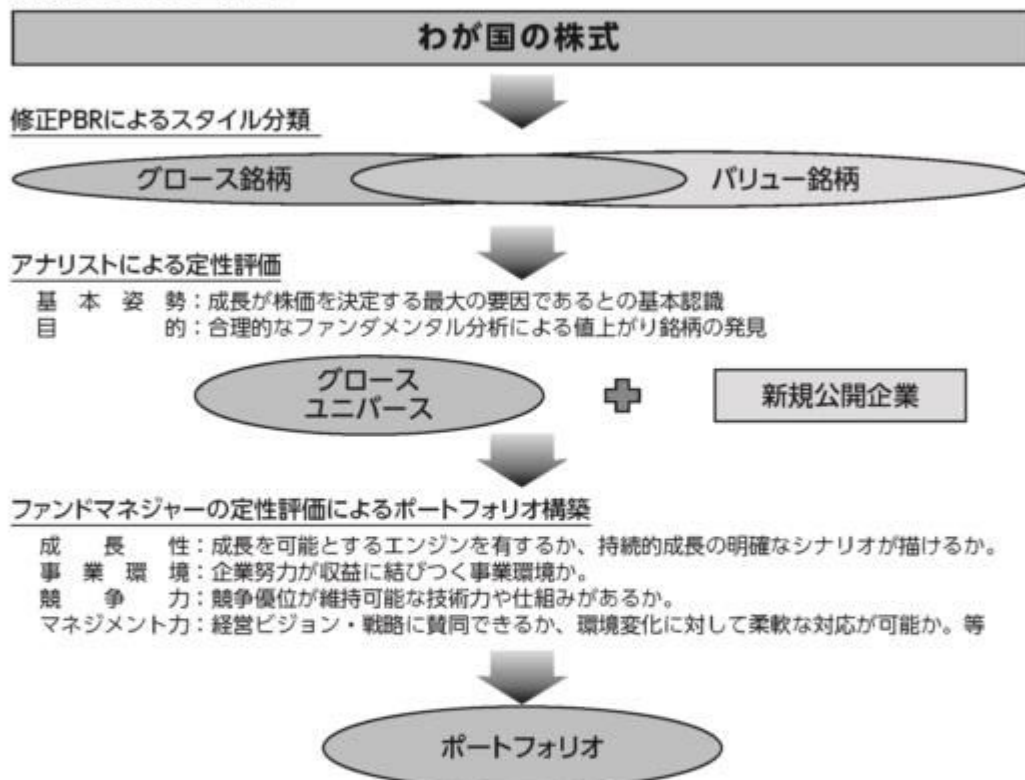 わが国の株式
修正PBRによるスタイル分類
グロース銘柄
バリュー銘柄
アナリストによる定性評価
基本姿勢：成長が株価を決定する最大の要因であるとの基本認識
目的：合理的なファンダメンタル分析による値上がり銘柄の発見
グロース
ユニバース
新規公開企業
ファンドマネジャーの定性評価によるポートフォリオ構築
成長性：成長を可能とするエンジンを有するか、持続的成長の明確なシナリオが描けるか。
事業環境：企業努力が収益に結びつく事業環境か。
競争力：競争優位が維持可能な技術力や仕組みがあるか。
マネジメント力：経営ビジョン・戦略に賛同できるか、環境変化に対して柔軟な対応が可能か。等
ポートフォリオ